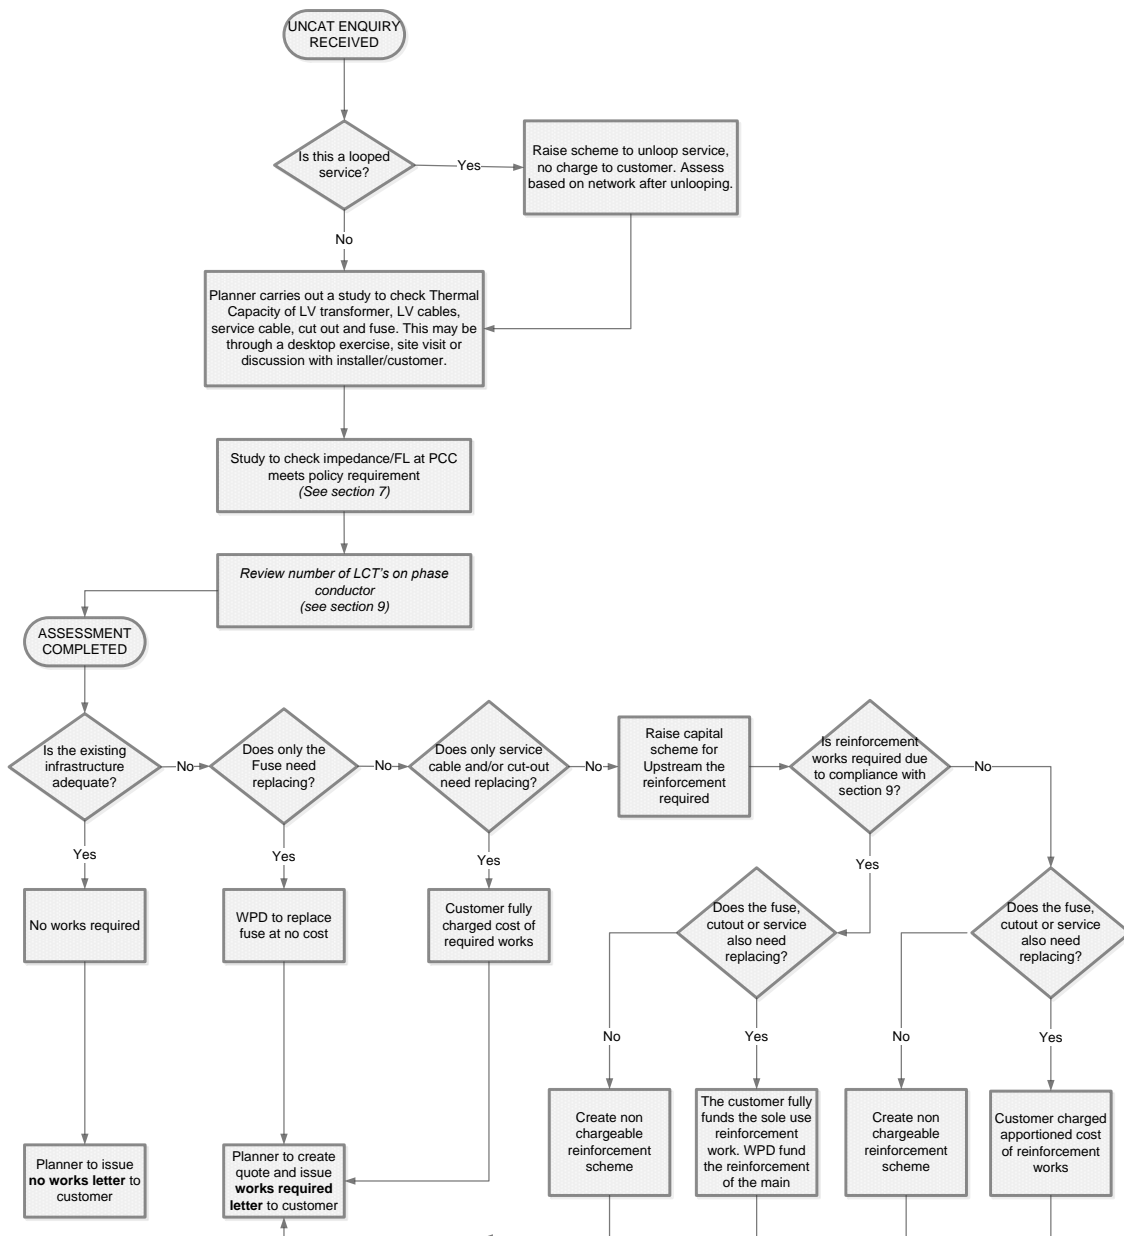 UNCAT ENQUIRY
RECEIVED
Is this a looped
service?
Yes
Raise scheme to unloop service,
no charge to customer. Assess
based on network after unlooping.
No
Planner carries out a study to check Thermal
Capacity of LV transformer, LV cables,
service cable, cut out and fuse. This may be
through a desktop exercise, site visit or
discussion with installer/customer.
Study to check impedance/FL at PCC
meets policy requirement
(See section 7)
Review number of LCT's on phase
conductor
(see section 9)
ASSESSMENT
COMPLETED
Is the existing
infrastructure
adequate?
No
Does only the
Fuse need
replacing?
No
Does only service
cable and/or cut-out
need replacing?
No
Raise capital
scheme for
Upstream the
reinforcement
required
Is reinforcement
works required due
to compliance with
section 9?
No
Yes
Yes
Yes
Yes
No works required
WPD to replace
fuse at no cost
Customer fully
charged cost of
required works
Does the fuse,
cutout or service
also need
replacing?
Does the fuse,
cutout or service
also need
replacing?
No
Yes
No
Yes
Planner to issue
no works letter to
customer
Planner to create
quote and issue
works required
letter to customer
Create non
chargeable
reinforcement
scheme
The customer fully
funds the sole use
reinforcement
work. WPD fund
the reinforcement
of the main
Create non
chargeable
reinforcement
scheme
Customer charged
apportioned cost
of reinforcement
works